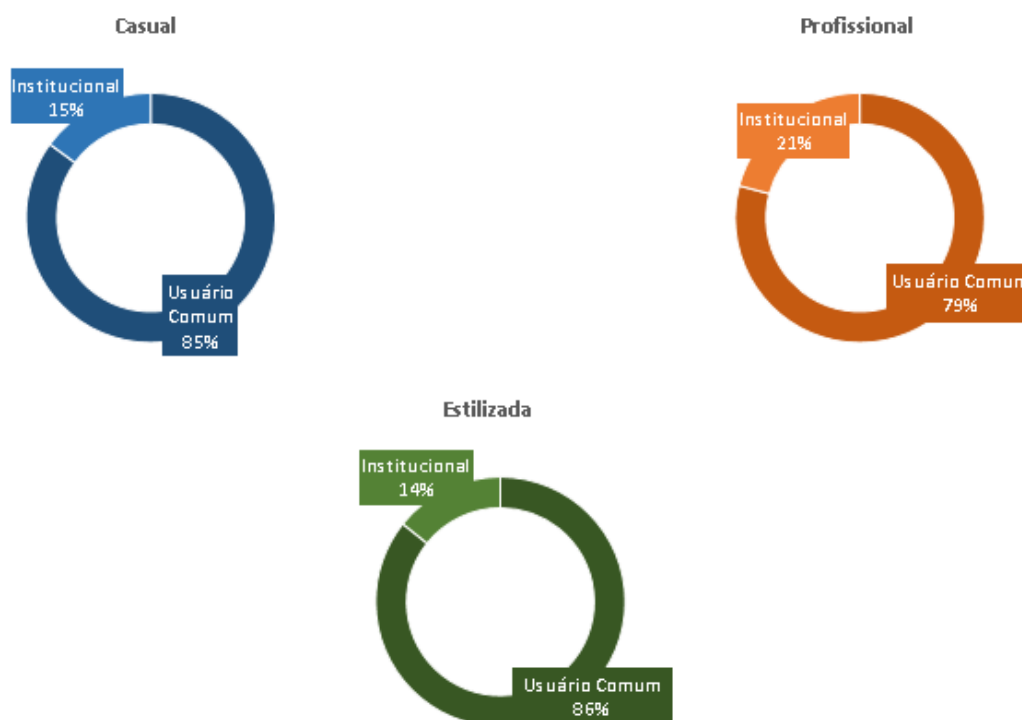 Casual
Institucional
15%
Usuário
Comum
85%
Profissional
Institucional
21%
Usuário Comum
79%
Estilizada
Institucional
14%
Usuário Comum
86%